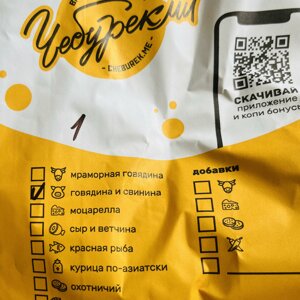 Чебурекми
CHEBUREK.ME
СКАЧИВАЙ
приложение
и копи бонусы
1
мраморная говядина
говядина и свинина
моцарелла
сыр и ветчина
красная рыба
курица по-азиатски
охотничий
добавки